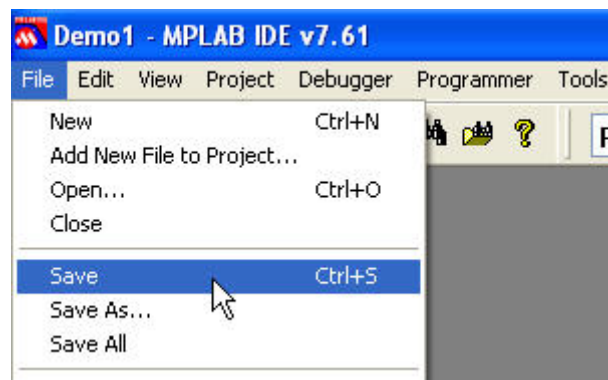 Demo1 - MPLAB IDE v7.61
File Edit View Project Debugger Programmer Tools
New Ctrl+N
Add New File to Project...
Open... Ctrl+O
Close
Save Ctrl+S
Save As...
Save All